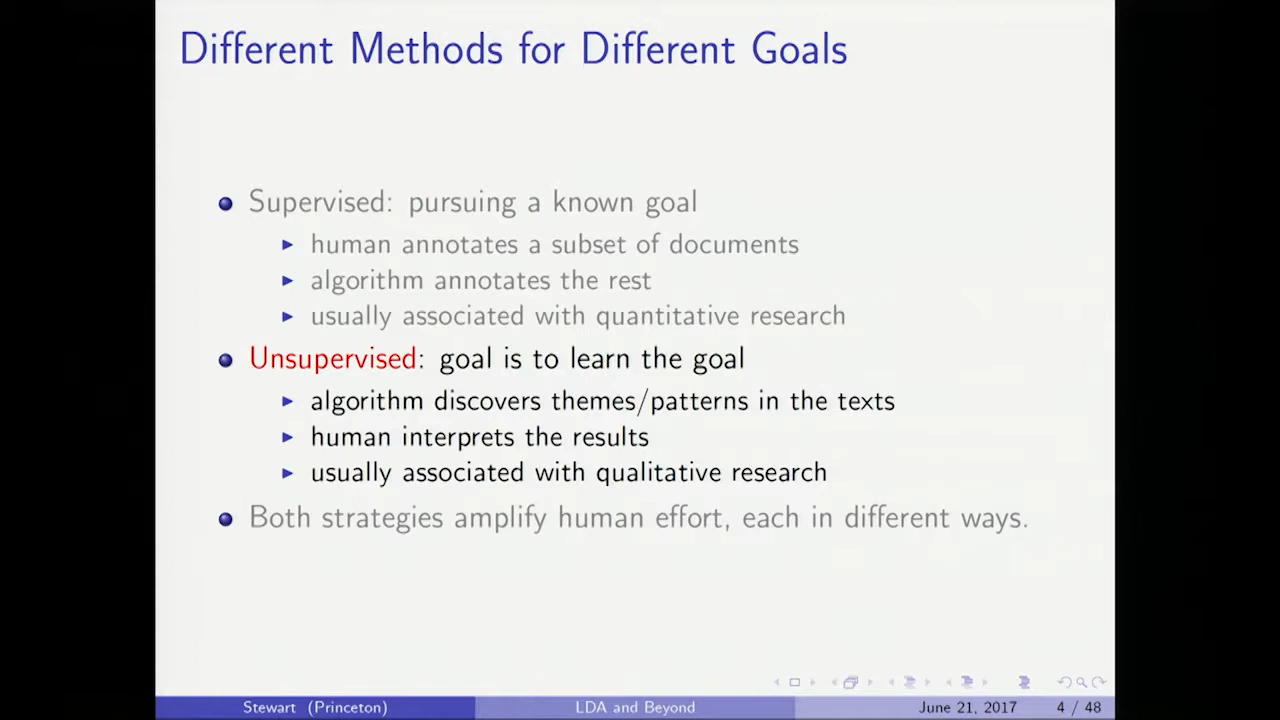 Different Methods for Different Goals
Supervised: pursuing a known goal
human annotates a subset of documents
algorithm annotates the rest
usually associated with quantitative research
Unsupervised: goal is to learn the goal
algorithm discovers themes/patterns in the texts
human interprets the results
usually associated with qualitative research
Both strategies amplify human effort, each in different ways.
Stewart (Princeton) LDA and Beyond June 21, 2017 4 / 48